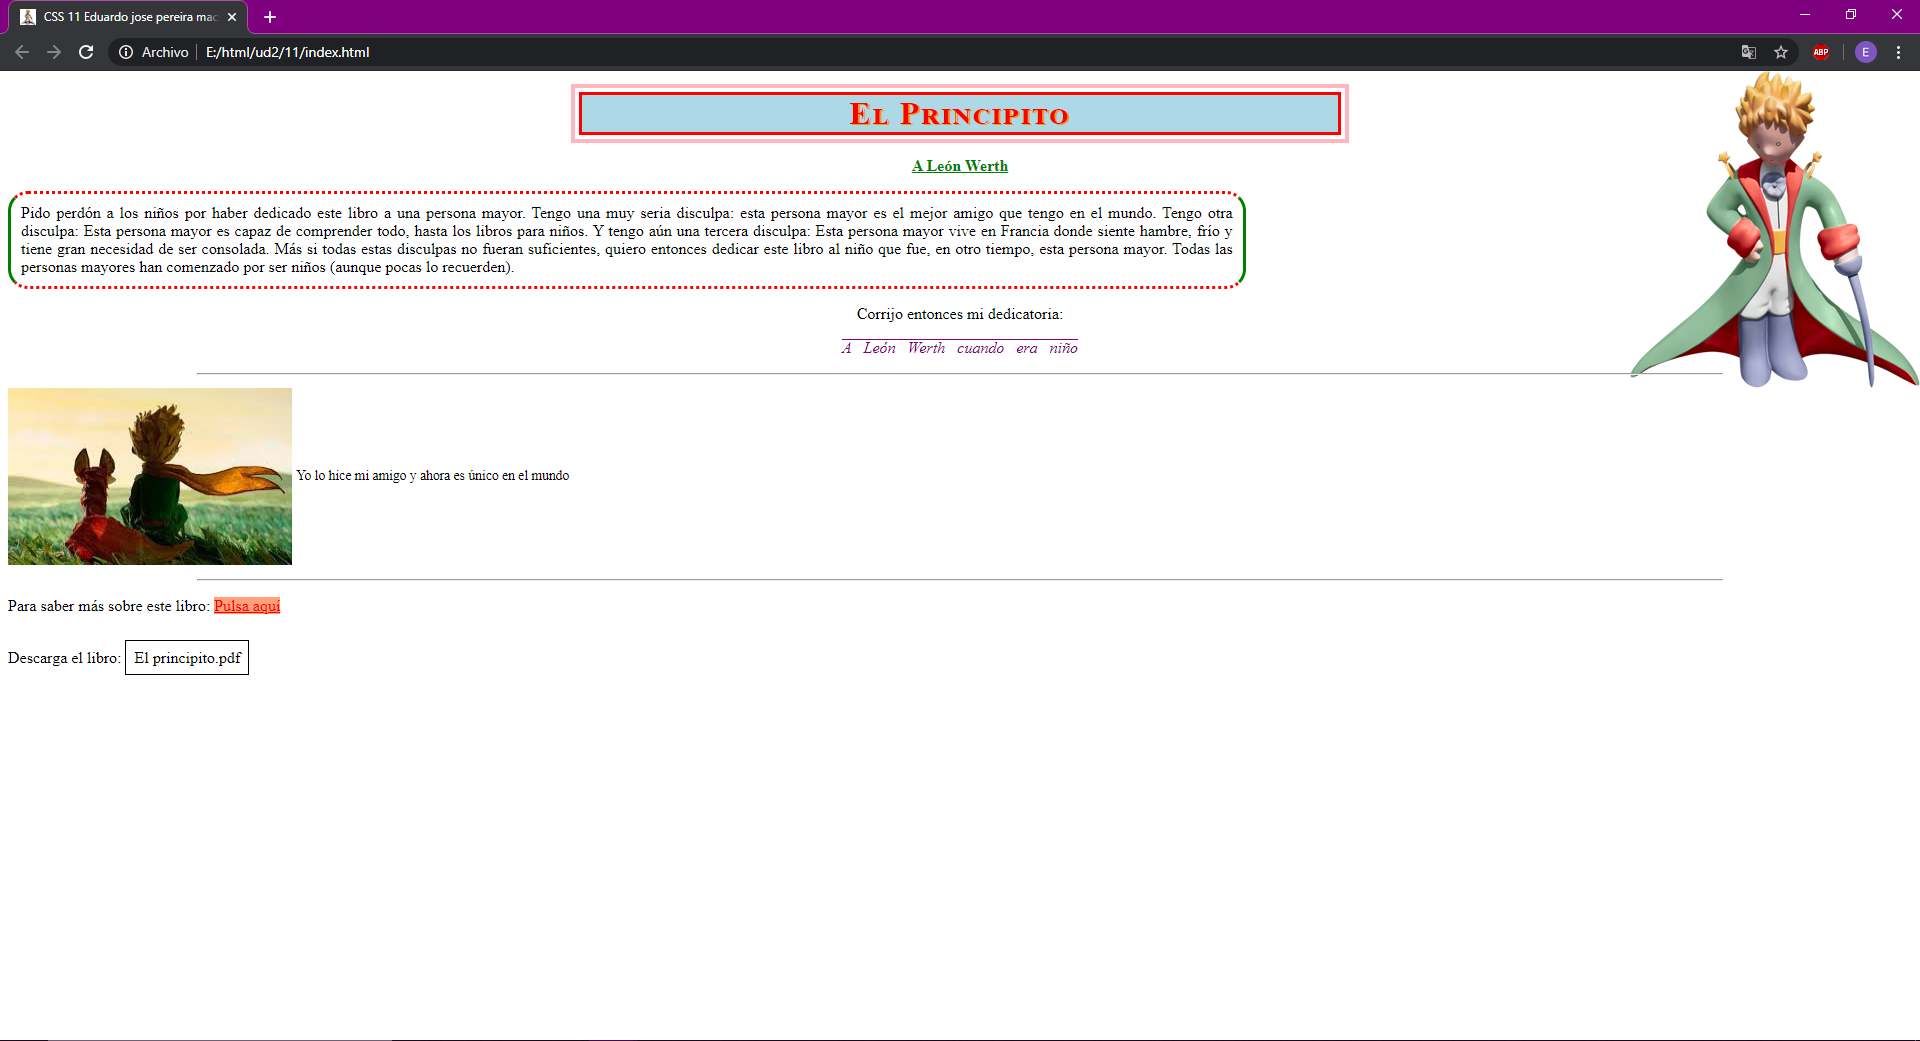 CSS 11 Eduardo jose pereira mac
Archivo
E:/html/ud2/11/index.html
ABP
E
El Principito
A León Werth
Pido perdón a los niños por haber dedicado este libro a una persona mayor. Tengo una muy seria disculpa: esta persona mayor es el mejor amigo que tengo en el mundo. Tengo otra
disculpa: Esta persona mayor es capaz de comprender todo, hasta los libros para niños. Y tengo aún una tercera disculpa: Esta persona mayor vive en Francia donde siente hambre, frío y
tiene gran necesidad de ser consolada. Más si todas estas disculpas no fueran suficientes, quiero entonces dedicar este libro al niño que fue, en otro tiempo, esta persona mayor. Todas las
personas mayores han comenzado por ser niños (aunque pocas lo recuerden).
Corrijo entonces mi dedicatoria:
A León Werth cuando era niño
Yo lo hice mi amigo y ahora es único en el mundo
Para saber más sobre este libro: Pulsa aquí
Descarga el libro: El principito.pdf